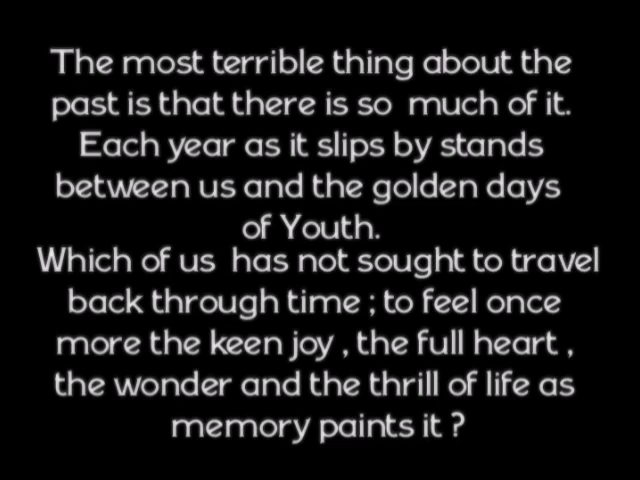 The most terrible thing about the
past is that there is so much of it.
Each year as it slips by stands
between us and the golden days
of Youth.
Which of us has not sought to travel
back through time ; to feel once
more the keen joy , the full heart ,
the wonder and the thrill of life as
memory paints it ?